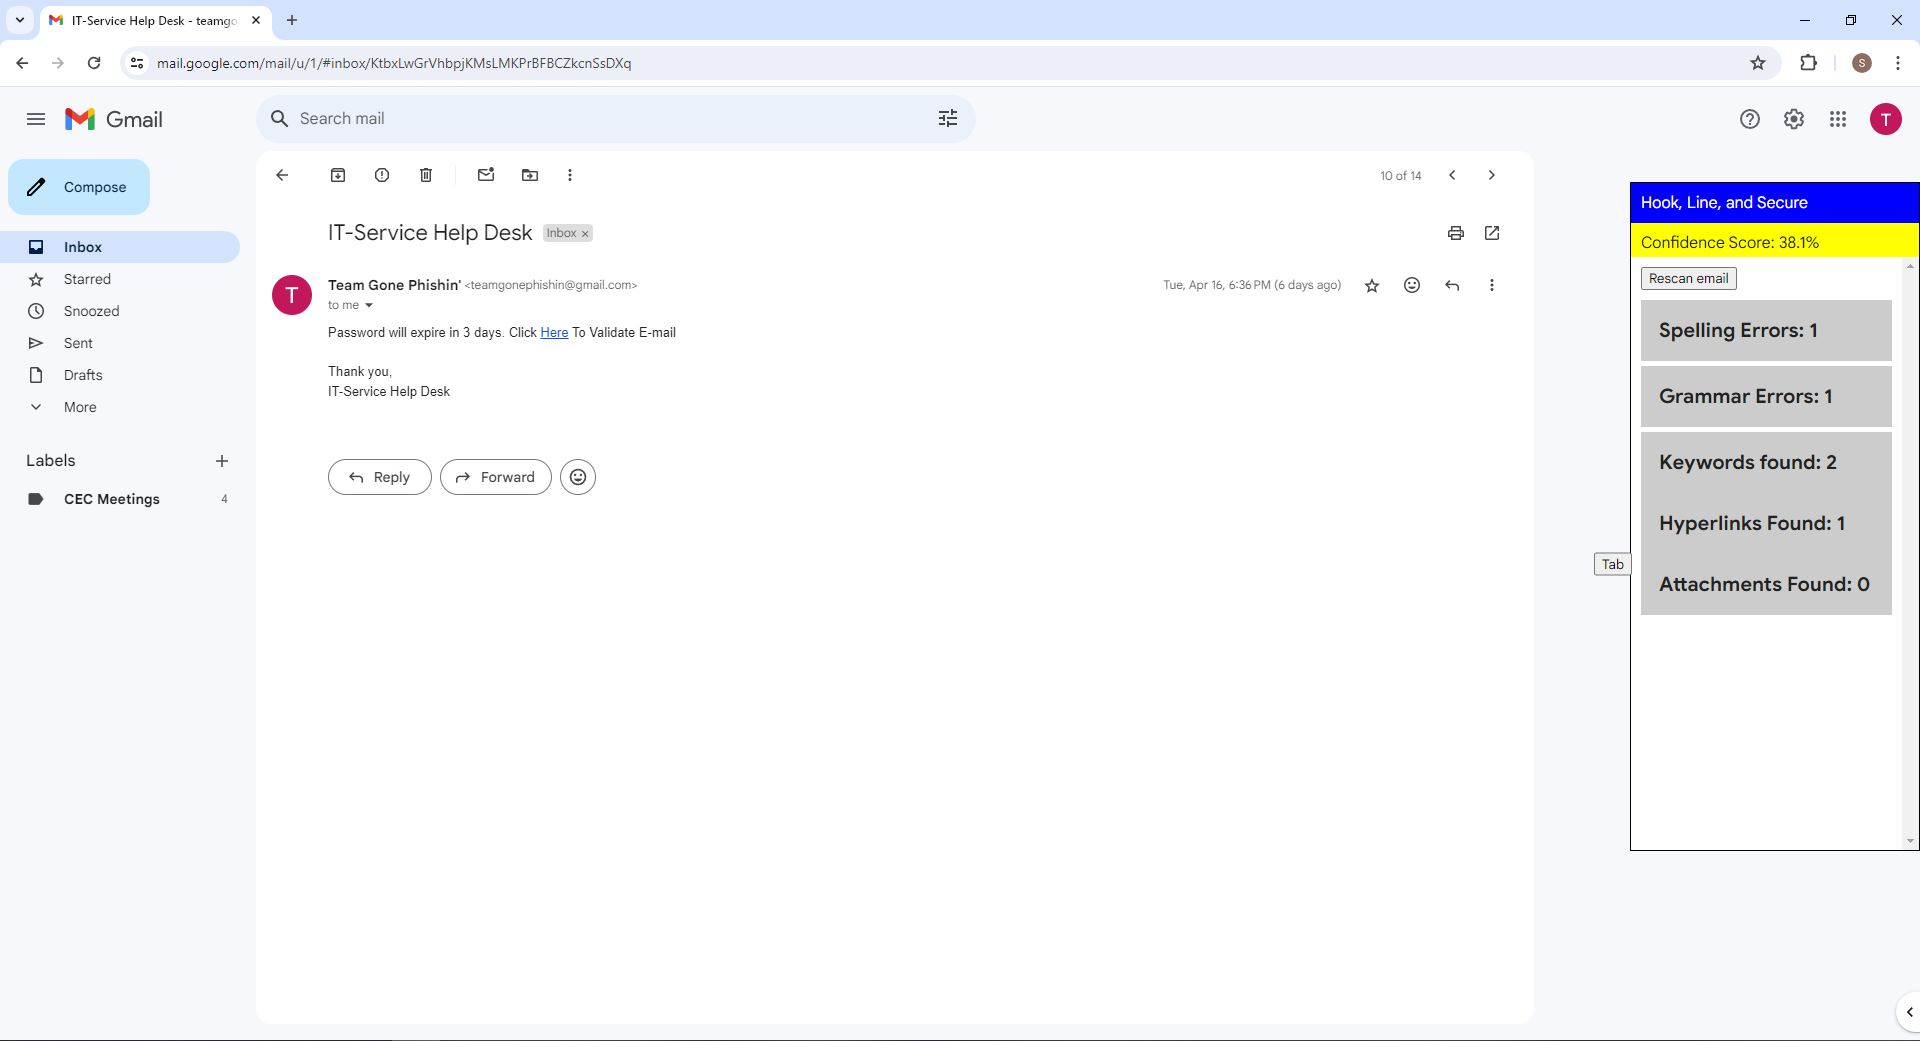 IT-Service Help Desk - teamgo
mail.google.com/mail/u/1/#inbox/KtbxLwGrVhbpjKMsLMKPrBFBCZkcnSsDXq
S
Gmail
Search mail
T
Compose
Inbox
Starred
Snoozed
Sent
Drafts
More
Labels
CEC Meetings 4
10 of 14
IT-Service Help Desk Inbox x
T
Team Gone Phishin' <teamgonephishin@gmail.com> Tue, Apr 16, 6:36 PM (6 days ago)
to me
Password will expire in 3 days. Click Here To Validate E-mail
Thank you,
IT-Service Help Desk
Reply Forward
Hook, Line, and Secure
Confidence Score: 38.1%
Rescan email
Spelling Errors: 1
Grammar Errors: 1
Keywords found: 2
Hyperlinks Found: 1
Tab
Attachments Found: 0